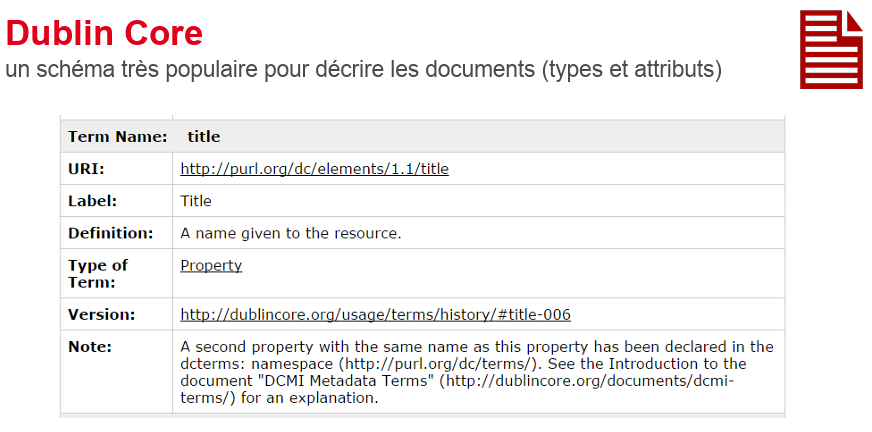 Dublin Core
un schéma très populaire pour décrire les documents (types et attributs)
Term Name: title
URI: http://purl.org/dc/elements/1.1/title
Label: Title
Definition: A name given to the resource.
Type of Term: Property
Version: http://dublincore.org/usage/terms/history/#title-006
Note: A second property with the same name as this property has been declared in the
dcterms: namespace (http://purl.org/dc/terms/). See the Introduction to the
document "DCMI Metadata Terms" (http://dublincore.org/documents/dcmi-
terms/) for an explanation.